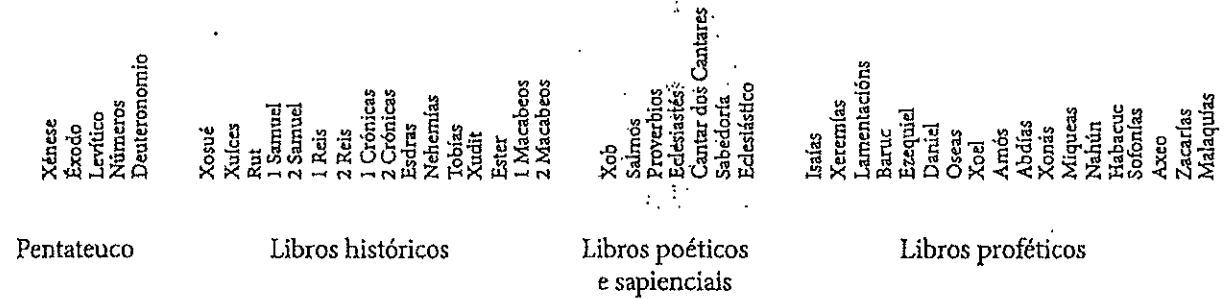 Xénese
Éxodo
Levítico
Números
Deuteronomio
Xosué
Xuíces
Rut
1 Samuel
2 Samuel
1 Reis
2 Reis
1 Crónicas
2 Crónicas
Esdras
Nehemías
Tobías
Xudit
Ester
1 Macabeos
2 Macabeos
Xob
Salmos
Proverbios
Eclesiastés
Cantar dos Cantares
Sabedoría
Eclesiástico
Isaías
Xeremías
Lamentacións
Baruc
Ezequiel
Daniel
Oseas
Xoel
Amós
Abdías
Xonás
Miqueas
Nahún
Habacuc
Sofonías
Axeo
Zacarías
Malaquías
Pentateuco
Libros históricos
Libros poéticos
e sapienciais
Libros proféticos